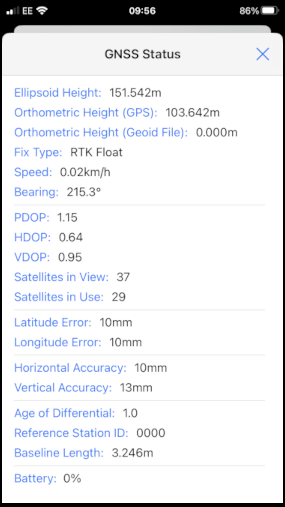 EE 09:56 86%
GNSS Status
Ellipsoid Height: 151.542m
Orthometric Height (GPS): 103.642m
Orthometric Height (Geoid File): 0.000m
Fix Type: RTK Float
Speed: 0.02km/h
Bearing: 215.3°
PDOP: 1.15
HDOP: 0.64
VDOP: 0.95
Satellites in View: 37
Satellites in Use: 29
Latitude Error: 10mm
Longitude Error: 10mm
Horizontal Accuracy: 10mm
Vertical Accuracy: 13mm
Age of Differential: 1.0
Reference Station ID: 0000
Baseline Length: 3.246m
Battery: 0%